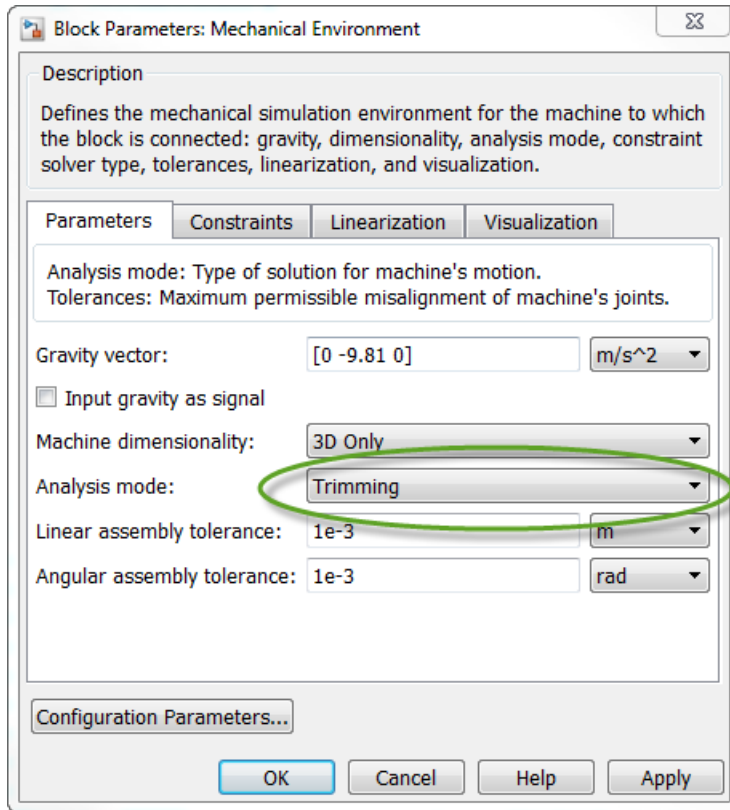 Block Parameters: Mechanical Environment
Description
Defines the mechanical simulation environment for the machine to which
the block is connected: gravity, dimensionality, analysis mode, constraint
solver type, tolerances, linearization, and visualization.
Parameters Constraints Linearization Visualization
Analysis mode: Type of solution for machine's motion.
Tolerances: Maximum permissible misalignment of machine's joints.
Gravity vector: [0 -9.81 0] m/s^2
Input gravity as signal
Machine dimensionality: 3D Only
Analysis mode: Trimming
Linear assembly tolerance: 1e-3 m
Angular assembly tolerance: 1e-3 rad
Configuration Parameters...
OK Cancel Help Apply